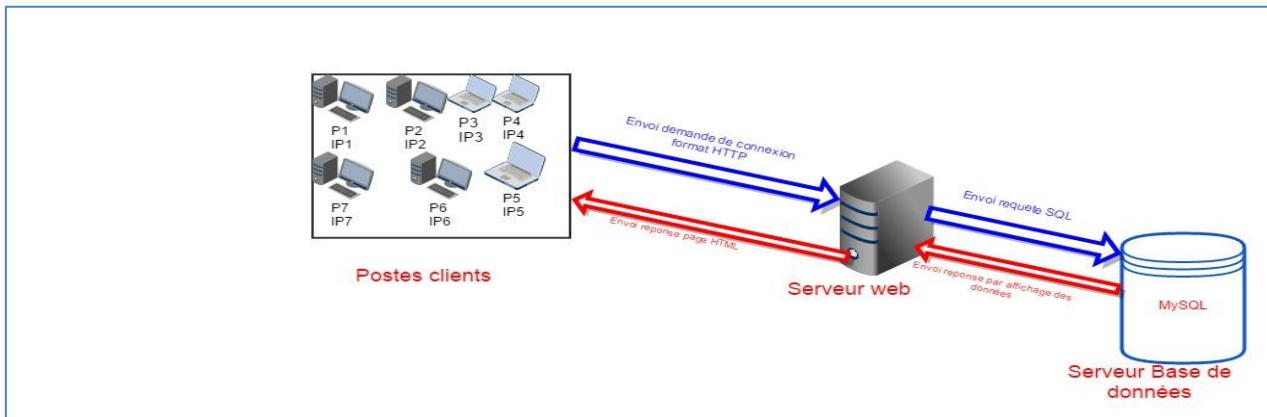 P1
IP1
P2
IP2
P3
IP3
P4
IP4
P7
IP7
P6
IP6
P5
IP5
Postes clients
Envoi demande de connexion
format HTTP
Envoi reponse page HTML
Serveur web
Envoi requete SQL
Envoi reponse par affichage des
données
MySQL
Serveur Base de
données